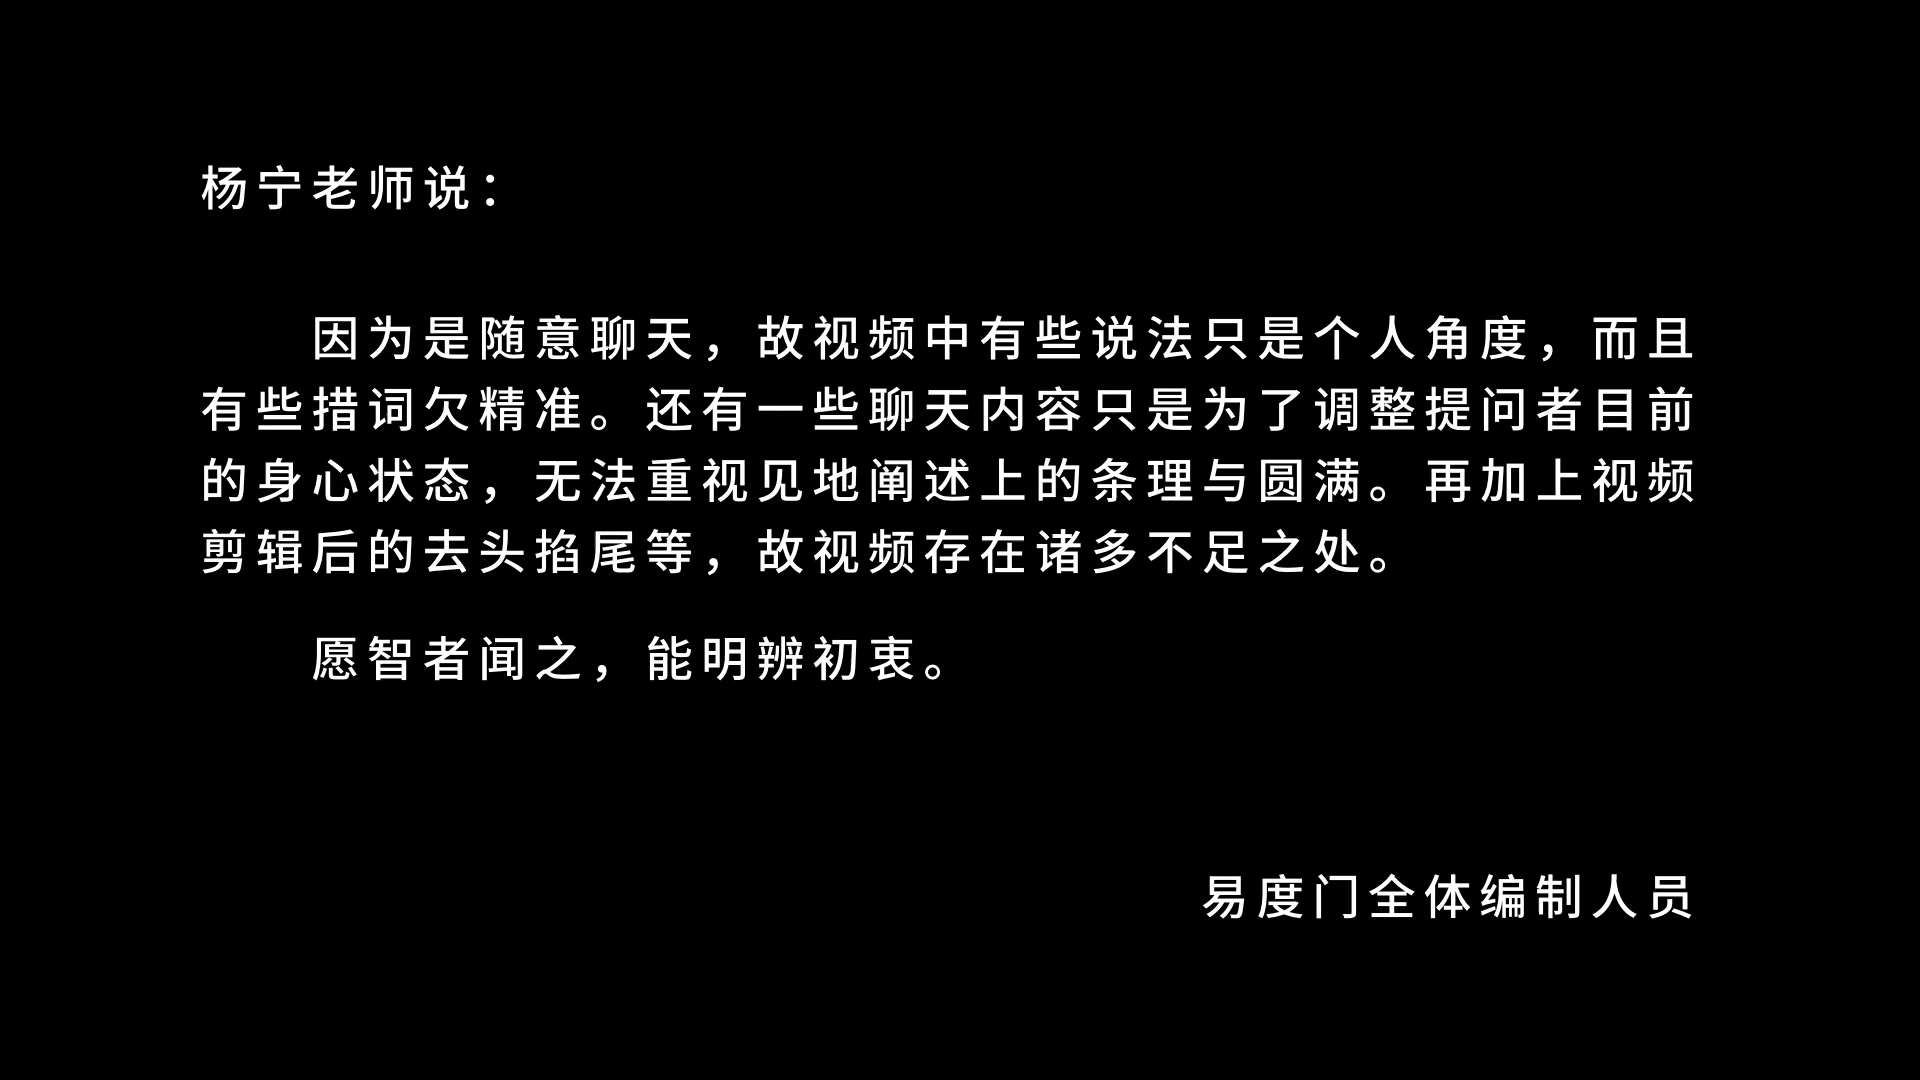 杨宁老师说：
因为是随意聊天，故视频中有些说法只是个人角度，而且
有些措词欠精准。还有一些聊天内容只是为了调整提问者目前
的身心状态，无法重视见地阐述上的条理与圆满。再加上视频
剪辑后的去头掐尾等，故视频存在诸多不足之处。
愿智者闻之，能明辨初衷。
易度门全体编制人员